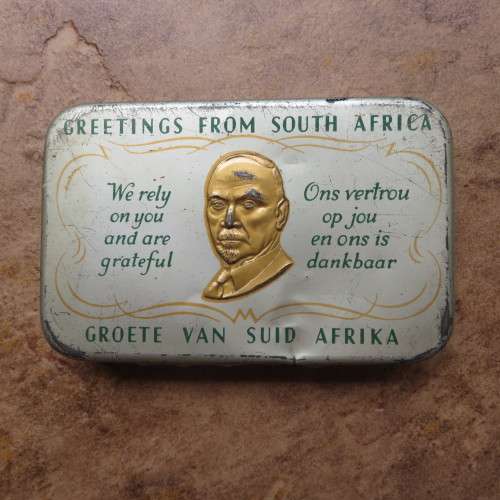 GREETINGS FROM SOUTH AFRICA
We rely
on you
and are
grateful
Ons vertrou
op jou
en ons is
dankbaar
GROETE VAN SUID AFRIKA